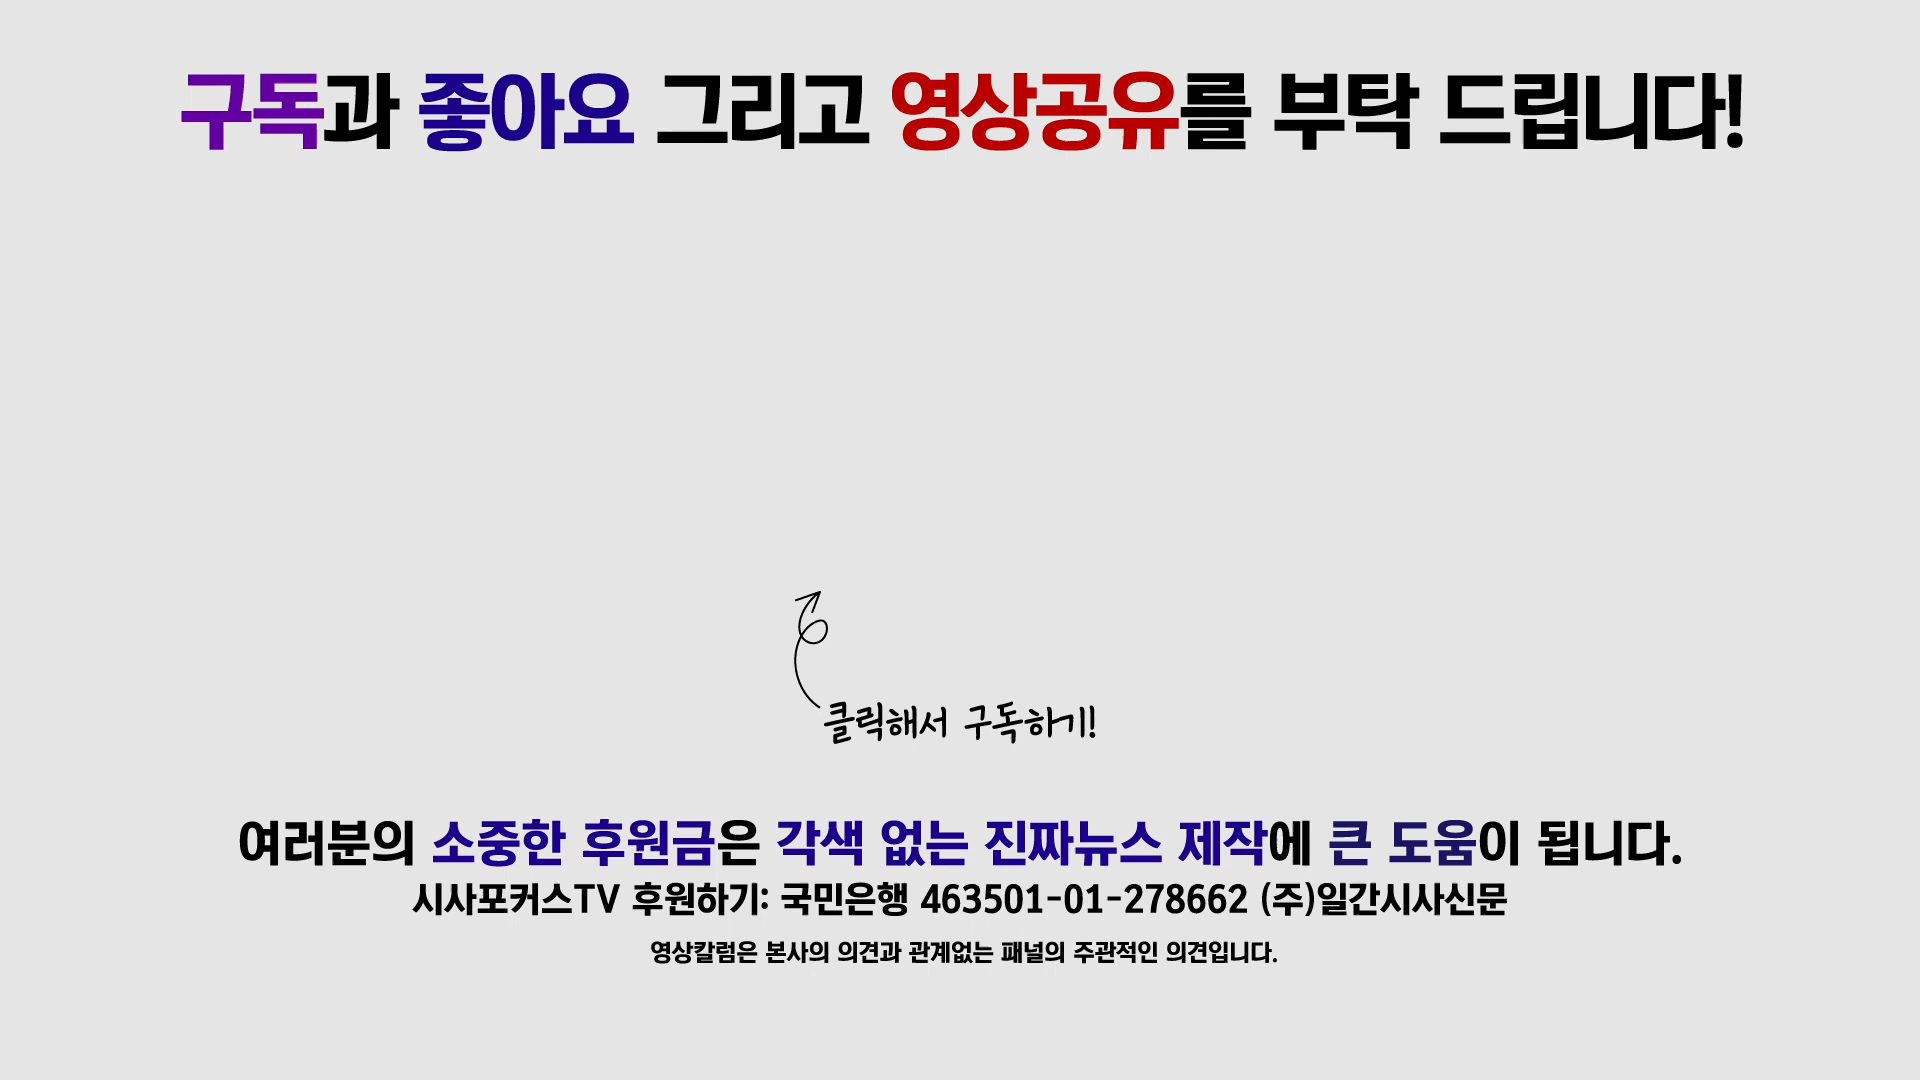 구독과 좋아요 그리고 영상공유를 부탁 드립니다!
클릭해서 구독하기!
여러분의 소중한 후원금은 각색 없는 진짜뉴스 제작에 큰 도움이 됩니다.
시사포커스TV 후원하기: 국민은행 463501-01-278662 (주)일간시사신문
영상칼럼은 본사의 의견과 관계없는 패널의 주관적인 의견입니다.